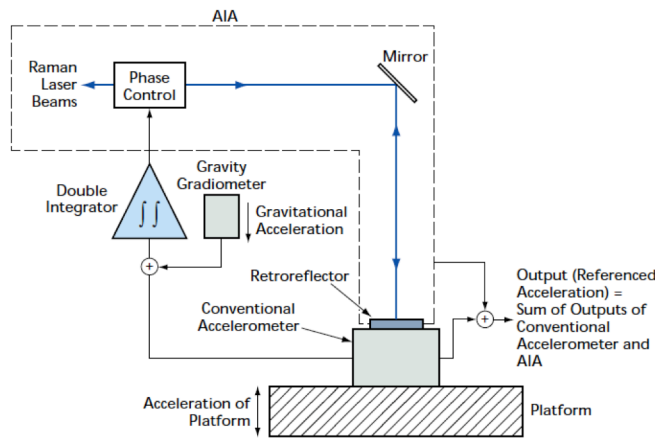 AIA
Mirror
Raman
Laser
Beams
Phase
Control
Gravity
Gradiometer
Double
Integrator
∫∫
Gravitational
Acceleration
+
Retroreflector
Conventional
Accelerometer
+
Output (Referenced
Acceleration) =
Sum of Outputs of
Conventional
Accelerometer and
AIA
Acceleration of
Platform
Platform